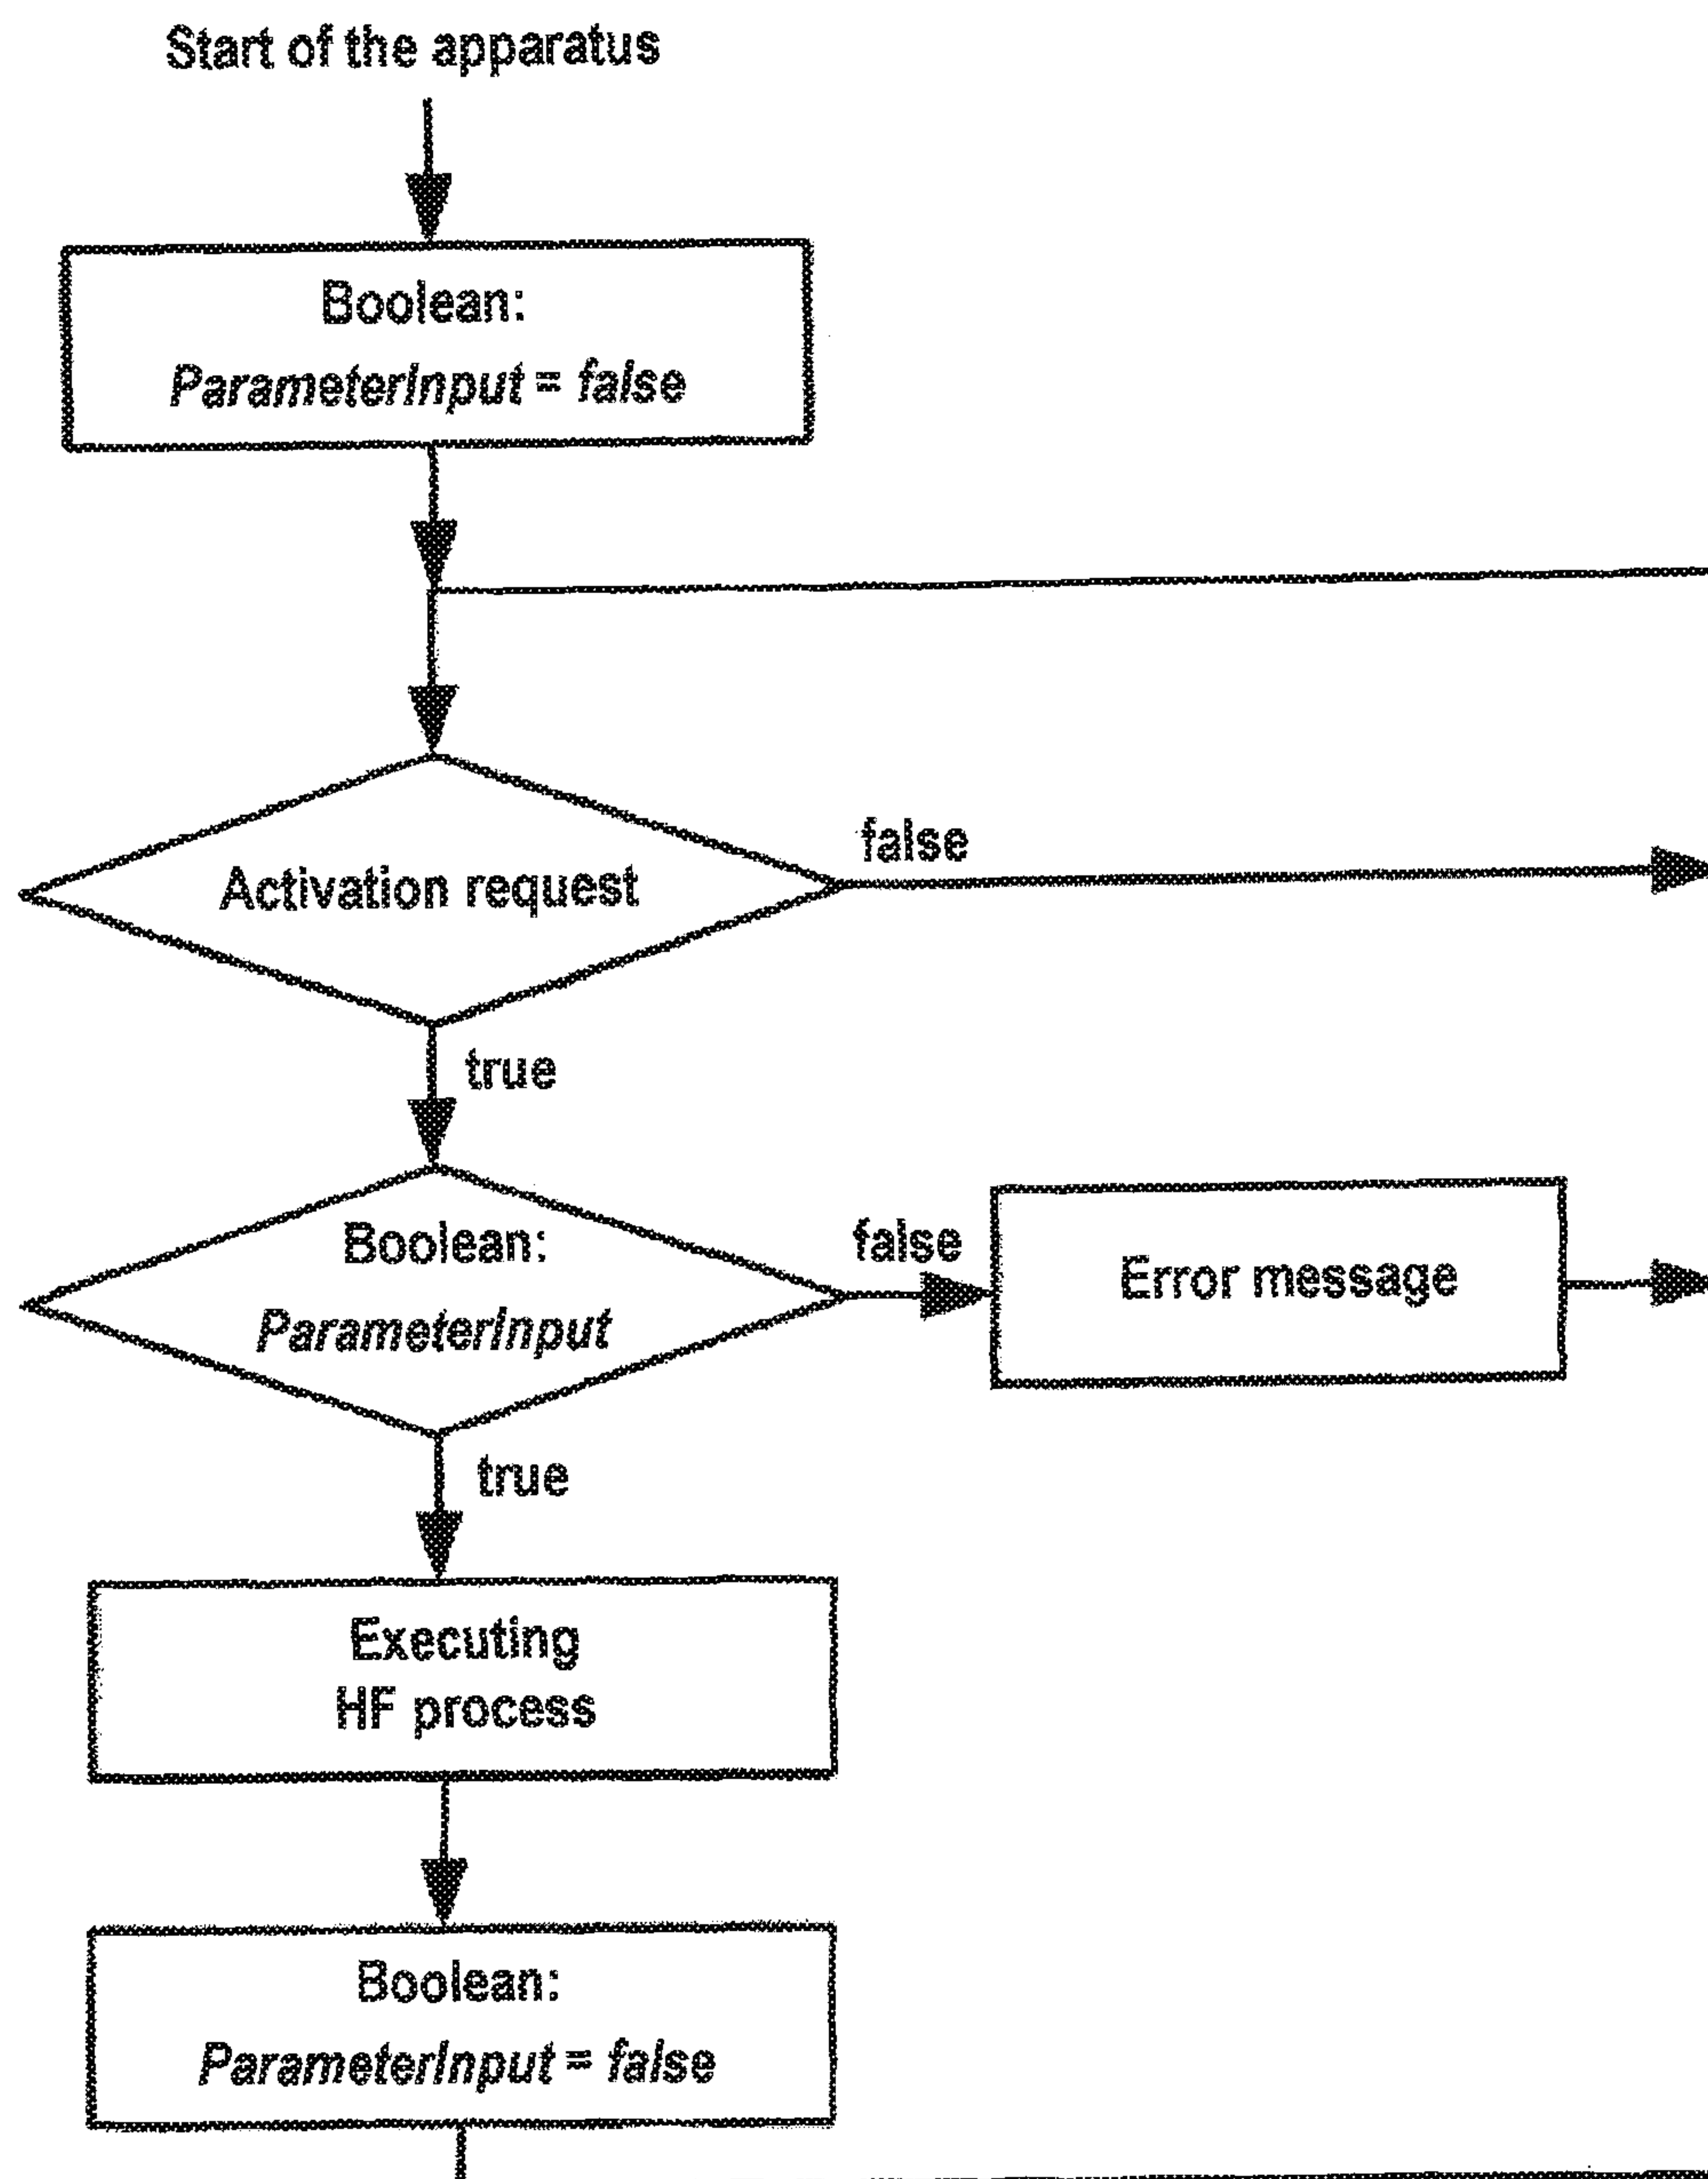 Start of the apparatus
Boolean:
ParameterInput = false
Activation request
false
true
Boolean:
ParameterInput
false
Error message
true
Executing
HF process
Boolean:
ParameterInput = false